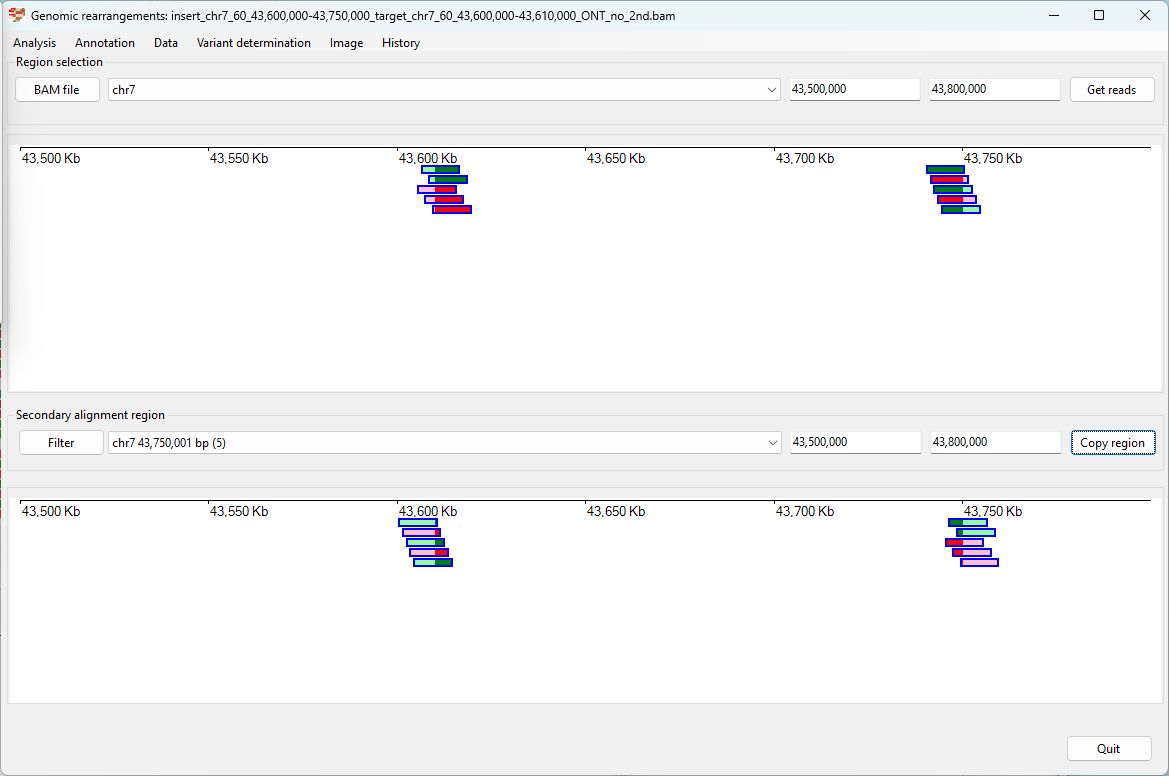 Genomic rearrangements: insert_chr7_60_43,600,000-43,750,000_target_chr7_60_43,600,000-43,610,000_ONT_no_2nd.bam
Analysis Annotation Data Variant determination Image History
Region selection
BAM file chr7 43,500,000 43,800,000 Get reads
43,500 Kb 43,550 Kb 43,600 Kb 43,650 Kb 43,700 Kb 43,750 Kb
Secondary alignment region
Filter chr7 43,750,001 bp (5) 43,500,000 43,800,000 Copy region
43,500 Kb 43,550 Kb 43,600 Kb 43,650 Kb 43,700 Kb 43,750 Kb
Quit